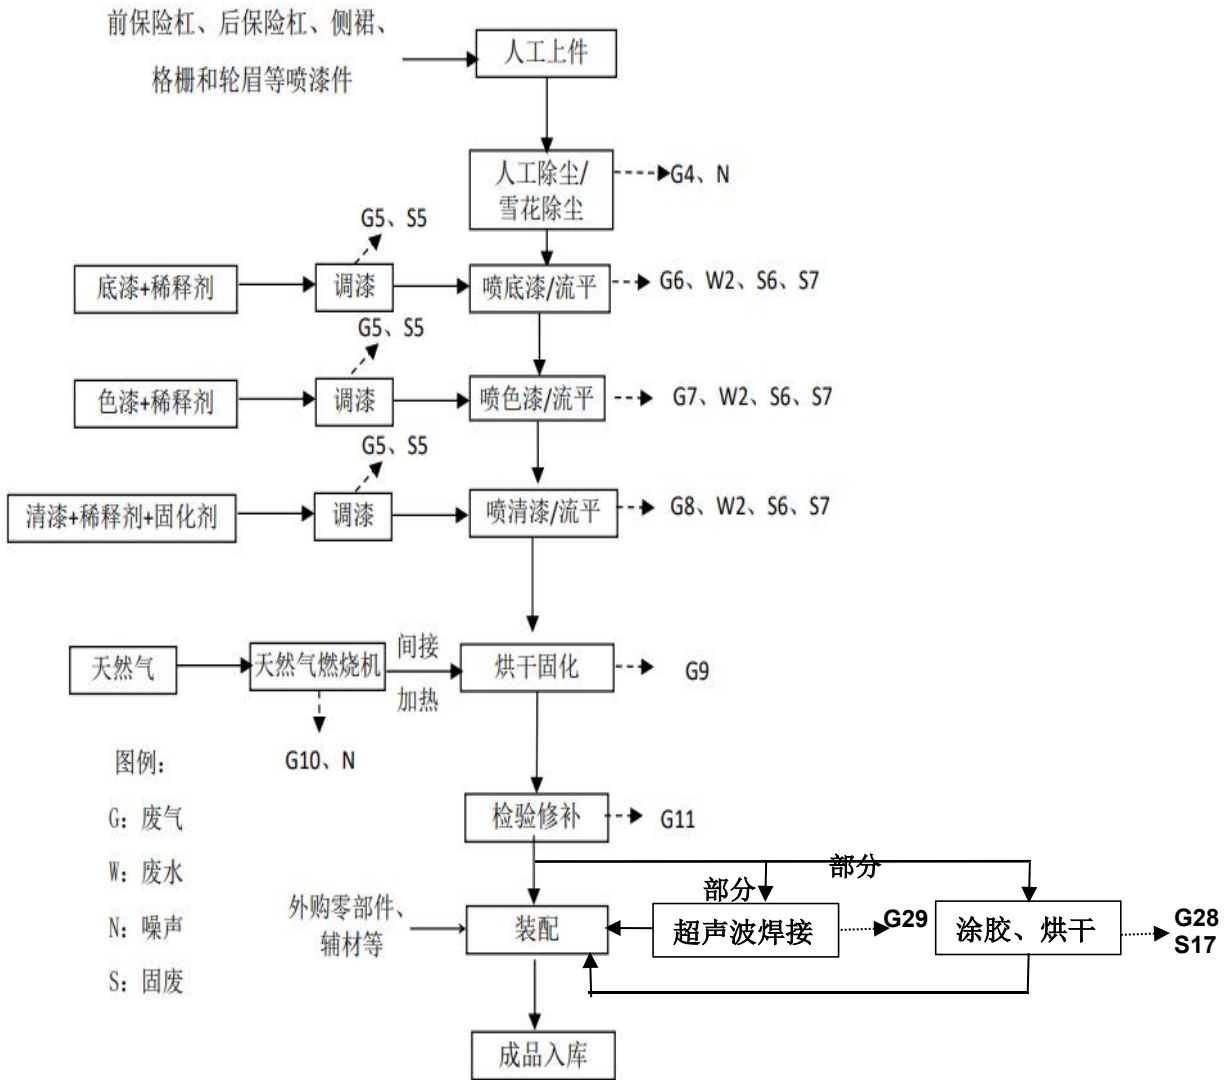 前保险杠、后保险杠、侧裙、
格栅和轮眉等喷漆件
人工上件
人工除尘/
雪花除尘
G4、N
G5、S5
底漆+稀释剂
调漆
喷底漆/流平
G6、W2、S6、S7
G5、S5
色漆+稀释剂
调漆
喷色漆/流平
G7、W2、S6、S7
G5、S5
清漆+稀释剂+固化剂
调漆
喷清漆/流平
G8、W2、S6、S7
天然气
天然气燃烧机
间接
加热
烘干固化
G9
G10、N
图例:
G: 废气
W: 废水
N: 噪声
S: 固废
检验修补
G11
部分
部分
外购零部件、
辅材等
装配
超声波焊接
G29
涂胶、烘干
G28
S17
成品入库